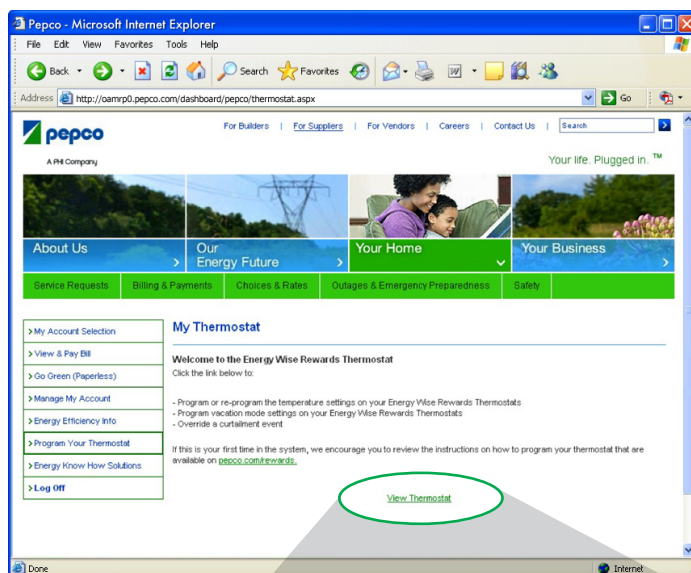 Pepco - Microsoft Internet Explorer
File Edit View Favorites Tools Help
Back Search Favorites
Address http://oamrp0.pepco.com/dashboard/pepco/thermostat.aspx Go
For Builders | For Suppliers | For Vendors | Careers | Contact Us | Search
pepco
A PHI Company
Your life. Plugged in. ™
About Us
Our
Energy Future
Your Home
Your Business
Service Requests Billing & Payments Choices & Rates Outages & Emergency Preparedness Safety
My Account Selection
View & Pay Bill
Go Green (Paperless)
Manage My Account
Energy Efficiency Info
Program Your Thermostat
Energy Know How Solutions
Log Off
My Thermostat
Welcome to the Energy Wise Rewards Thermostat
Click the link below to:
- Program or re-program the temperature settings on your Energy Wise Rewards Thermostats
- Program vacation mode settings on your Energy Wise Rewards Thermostats
- Override a curtailment event
If this is your first time in the system, we encourage you to review the instructions on how to program your thermostat that are
available on pepco.com/rewards.
View Thermostat
Done Internet